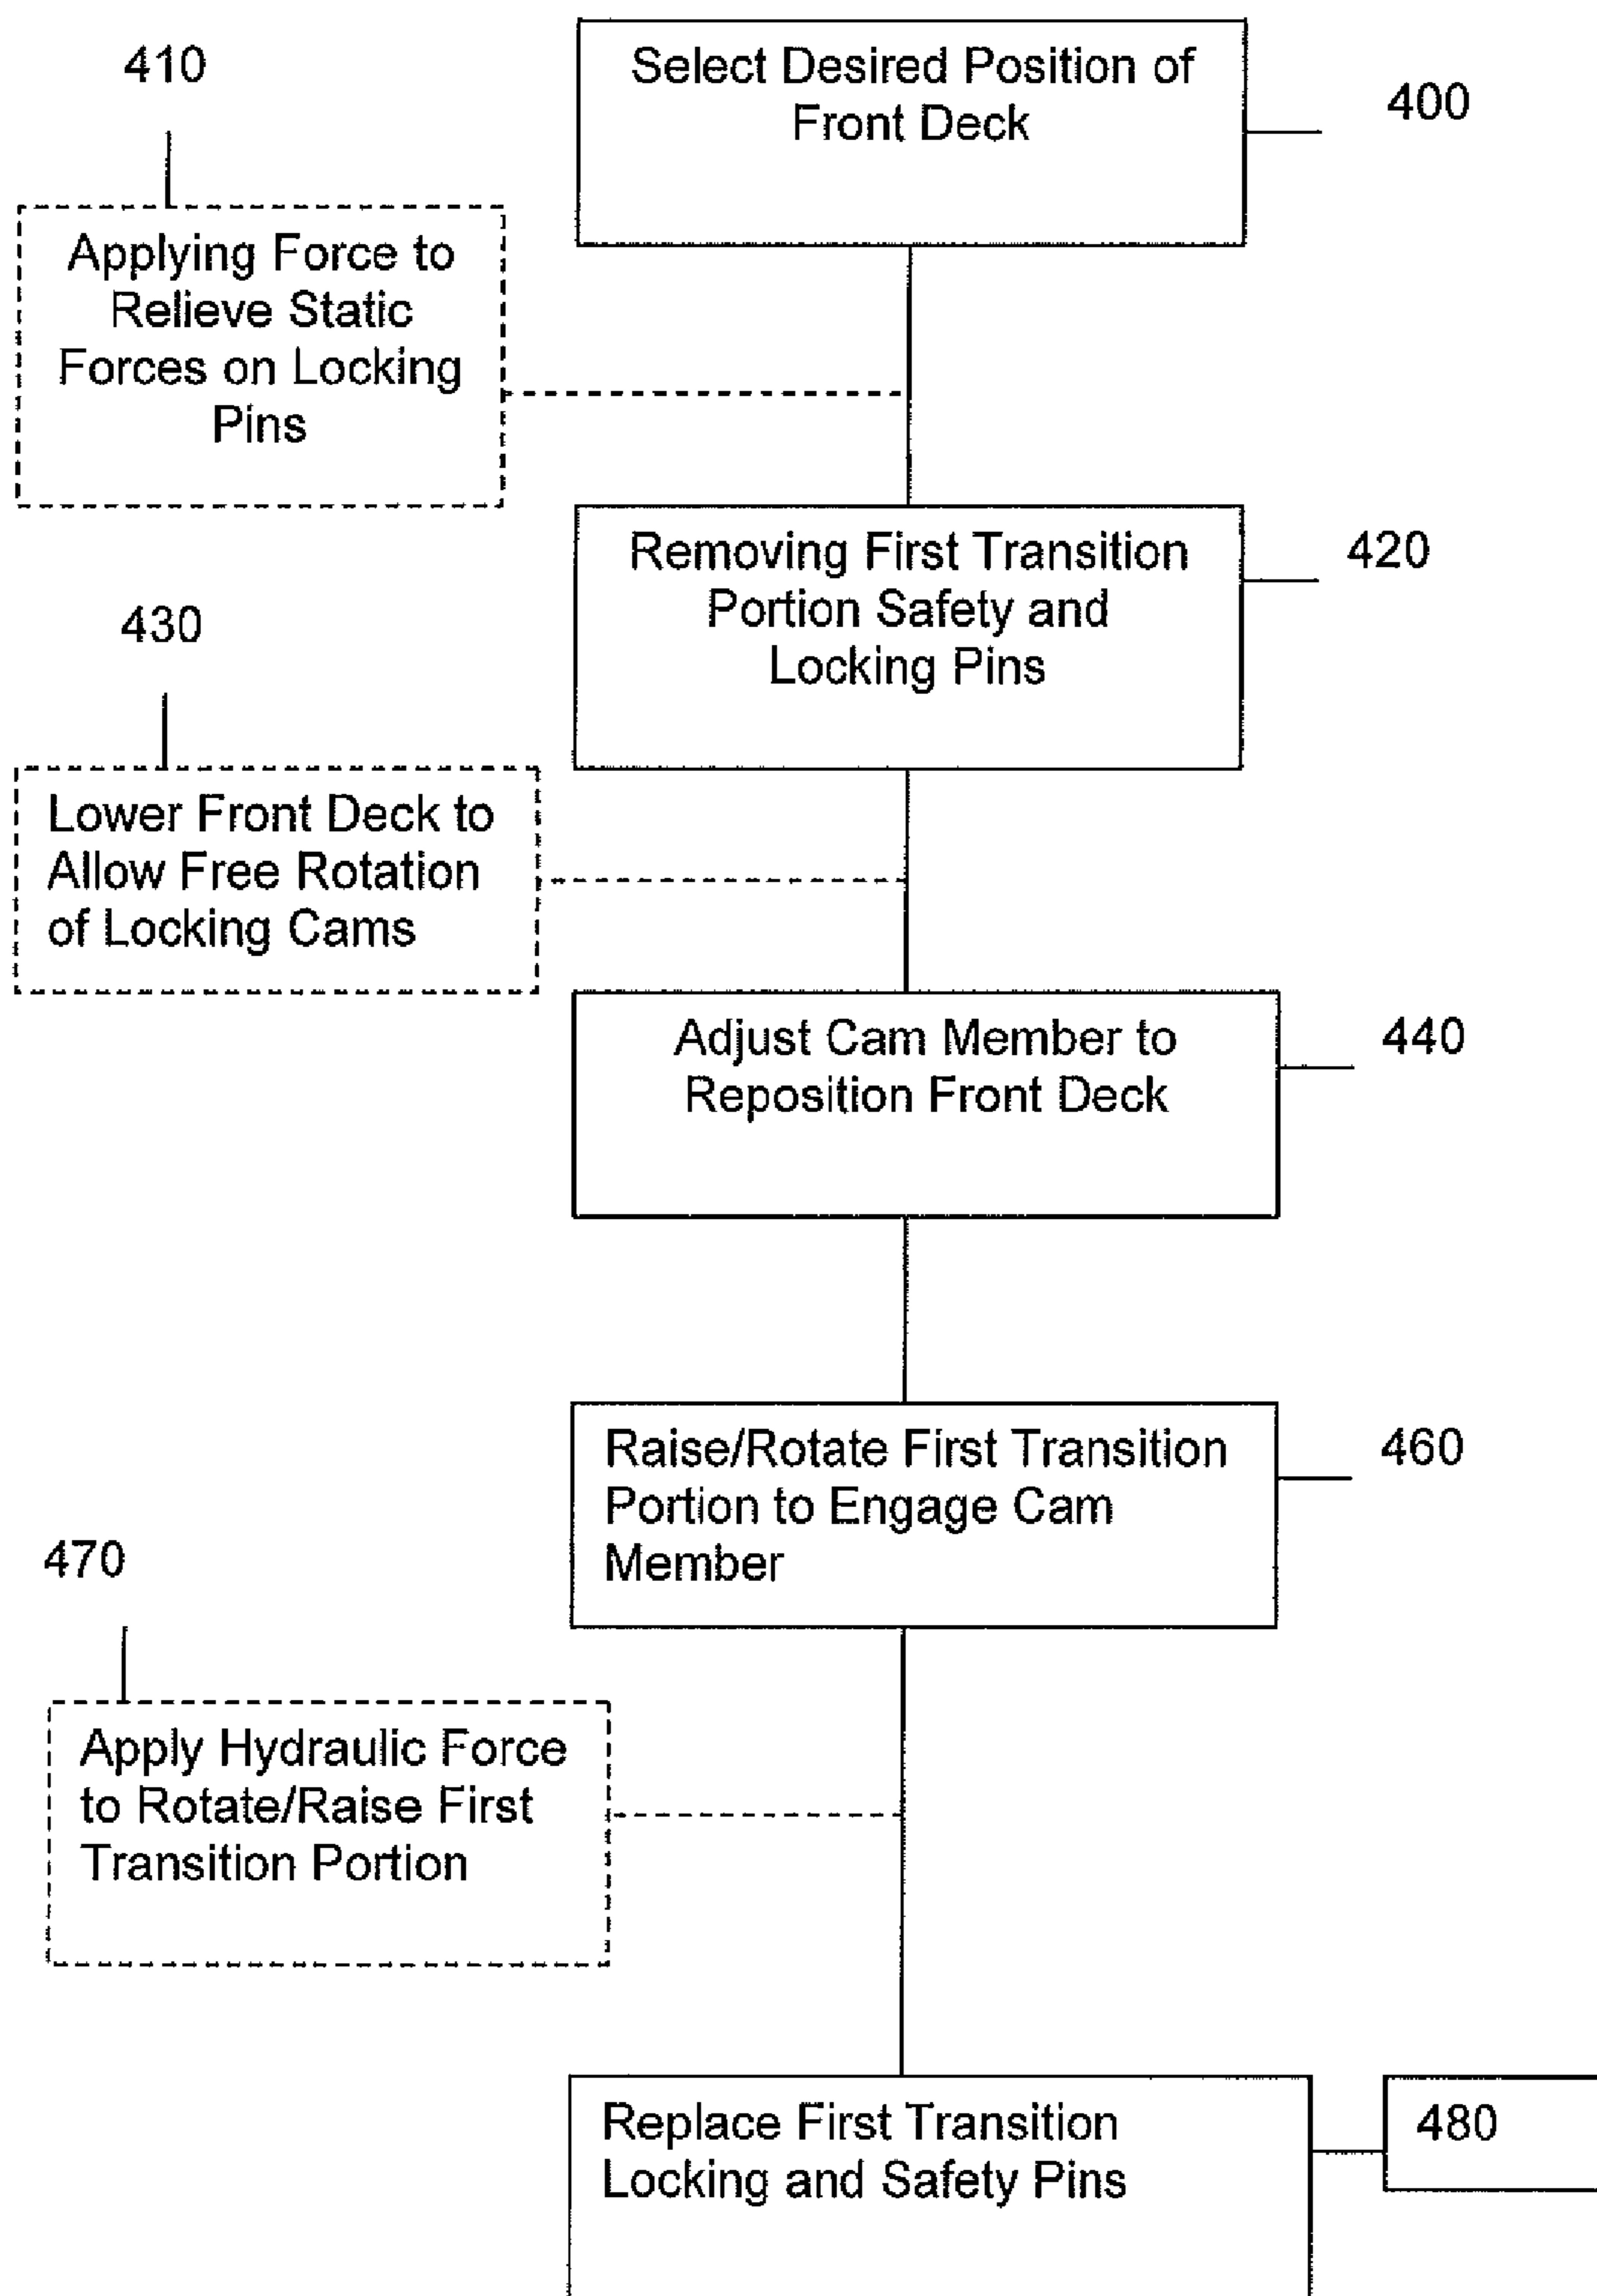 410
Select Desired Position of
Front Deck
400
Applying Force to
Relieve Static
Forces on Locking
Pins
Removing First Transition
Portion Safety and
Locking Pins
420
430
Lower Front Deck to
Allow Free Rotation
of Locking Cams
Adjust Cam Member to
Reposition Front Deck
440
Raise/Rotate First Transition
Portion to Engage Cam
Member
460
470
Apply Hydraulic Force
to Rotate/Raise First
Transition Portion
Replace First Transition
Locking and Safety Pins
480